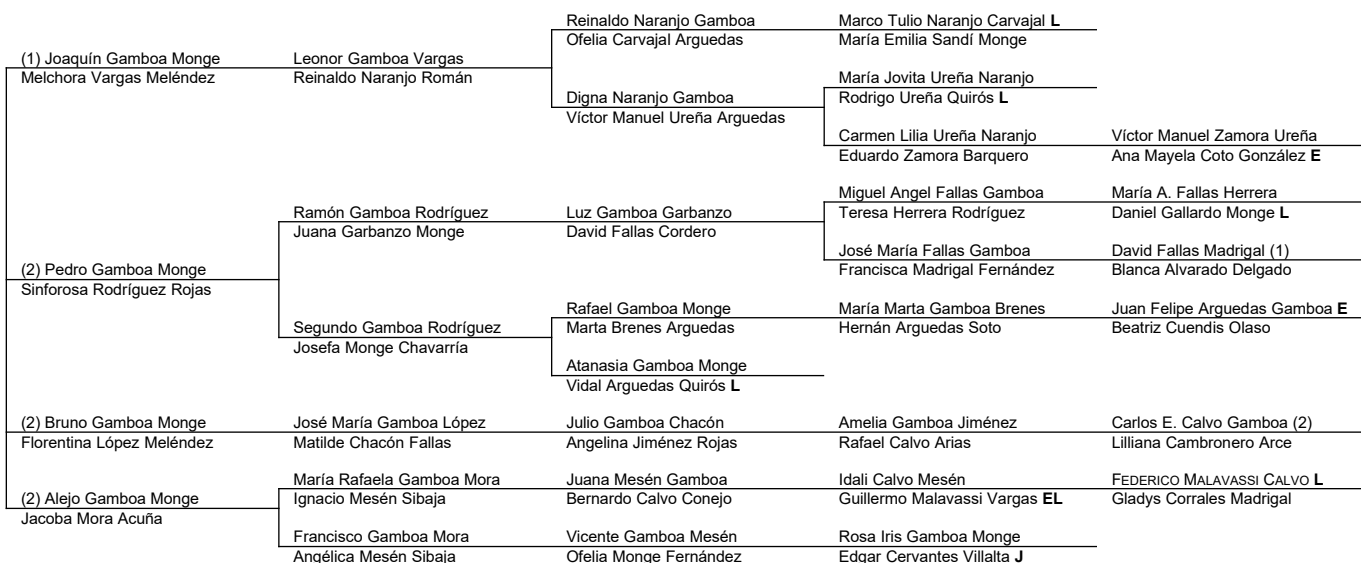 Reinaldo Naranjo Gamboa Marco Tulio Naranjo Carvajal L
Ofelia Carvajal Arguedas María Emilia Sandí Monge
(1) Joaquín Gamboa Monge Leonor Gamboa Vargas
Melchora Vargas Meléndez Reinaldo Naranjo Román
María Jovita Ureña Naranjo
Digna Naranjo Gamboa Rodrigo Ureña Quirós L
Víctor Manuel Ureña Arguedas
Carmen Lilia Ureña Naranjo Víctor Manuel Zamora Ureña
Eduardo Zamora Barquero Ana Mayela Coto González E
Miguel Angel Fallas Gamboa María A. Fallas Herrera
Ramón Gamboa Rodríguez Luz Gamboa Garbanzo Teresa Herrera Rodríguez Daniel Gallardo Monge L
Juana Garbanzo Monge David Fallas Cordero
José María Fallas Gamboa David Fallas Madrigal (1)
(2) Pedro Gamboa Monge Francisca Madrigal Fernández Blanca Alvarado Delgado
Sinforosa Rodríguez Rojas
Rafael Gamboa Monge María Marta Gamboa Brenes Juan Felipe Arguedas Gamboa E
Segundo Gamboa Rodríguez Marta Brenes Arguedas Hernán Arguedas Soto Beatriz Cuendis Olaso
Josefa Monge Chavarría
Atanasia Gamboa Monge
Vidal Arguedas Quirós L
(2) Bruno Gamboa Monge José María Gamboa López Julio Gamboa Chacón Amelia Gamboa Jiménez Carlos E. Calvo Gamboa (2)
Florentina López Meléndez Matilde Chacón Fallas Angelina Jiménez Rojas Rafael Calvo Arias Lilliana Cambronero Arce
María Rafaela Gamboa Mora Juana Mesén Gamboa Idali Calvo Mesén FEDERICO MALAVASSI CALVO L
(2) Alejo Gamboa Monge Ignacio Mesén Sibaja Bernardo Calvo Conejo Guillermo Malavassi Vargas EL Gladys Corrales Madrigal
Jacoba Mora Acuña
Francisco Gamboa Mora Vicente Gamboa Mesén Rosa Iris Gamboa Monge
Angélica Mesén Sibaja Ofelia Monge Fernández Edgar Cervantes Villalta J